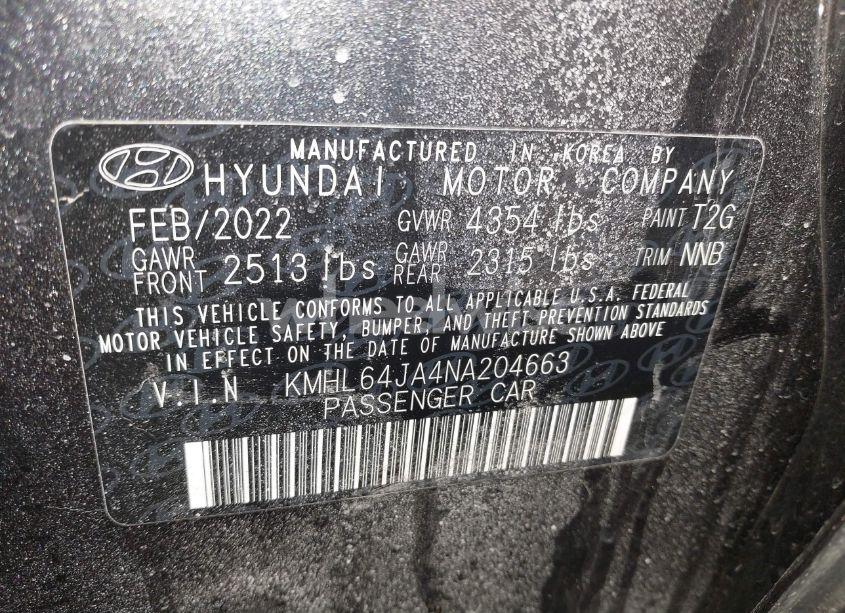 MANUFACTURED IN KOREA BY
HYUNDAI MOTOR COMPANY
FEB/2022 GVWR 4354 lbs PAINT T2G
GAWR FRONT 2513 lbs GAWR REAR 2315 lbs TRIM NNB
THIS VEHICLE CONFORMS TO ALL APPLICABLE U.S.A. FEDERAL
MOTOR VEHICLE SAFETY, BUMPER, AND THEFT PREVENTION STANDARDS
IN EFFECT ON THE DATE OF MANUFACTURE SHOWN ABOVE
V.I.N KMHL64JA4NA204663
PASSENGER CAR